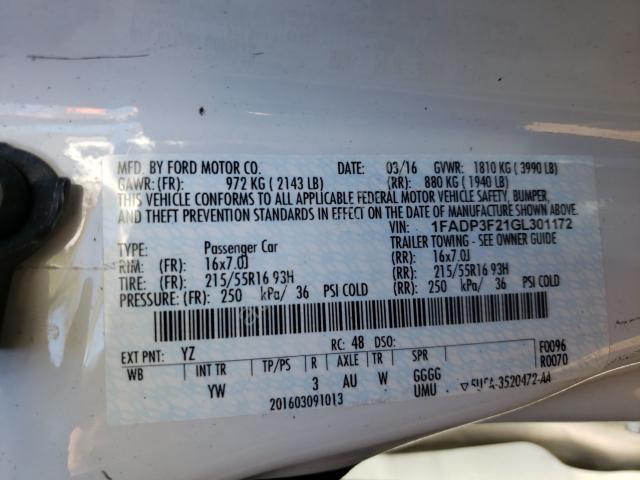 MFD. BY FORD MOTOR CO. DATE: 03/16 GVWR: 1810 KG ( 3990 LB)
GAWR: (FR): 972 KG ( 2143 LB) (RR): 880 KG ( 1940 LB)
THIS VEHICLE CONFORMS TO ALL APPLICABLE FEDERAL MOTOR VEHICLE SAFETY, BUMPER,
AND THEFT PREVENTION STANDARDS IN EFFECT ON THE DATE OF MANUFACTURE SHOWN ABOVE.
VIN: 1FADP3F21GL301172
TYPE: Passenger Car TRAILER TOWING - SEE OWNER GUIDE
RIM: (FR): 16x7.0J (RR): 16x7.0J
TIRE: (FR): 215/55R16 93H (RR): 215/55R16 93H
PRESSURE: (FR): 250 kPa/ 36 PSI COLD (RR): 250 kPa/ 36 PSI COLD
EXT PNT: YZ RC: 48 DSO: F0096
WB INT TR TP/PS R AXLE TR SPR R0070
YW 3 AU W GGGG
UMU
201603091013 3520472-AA